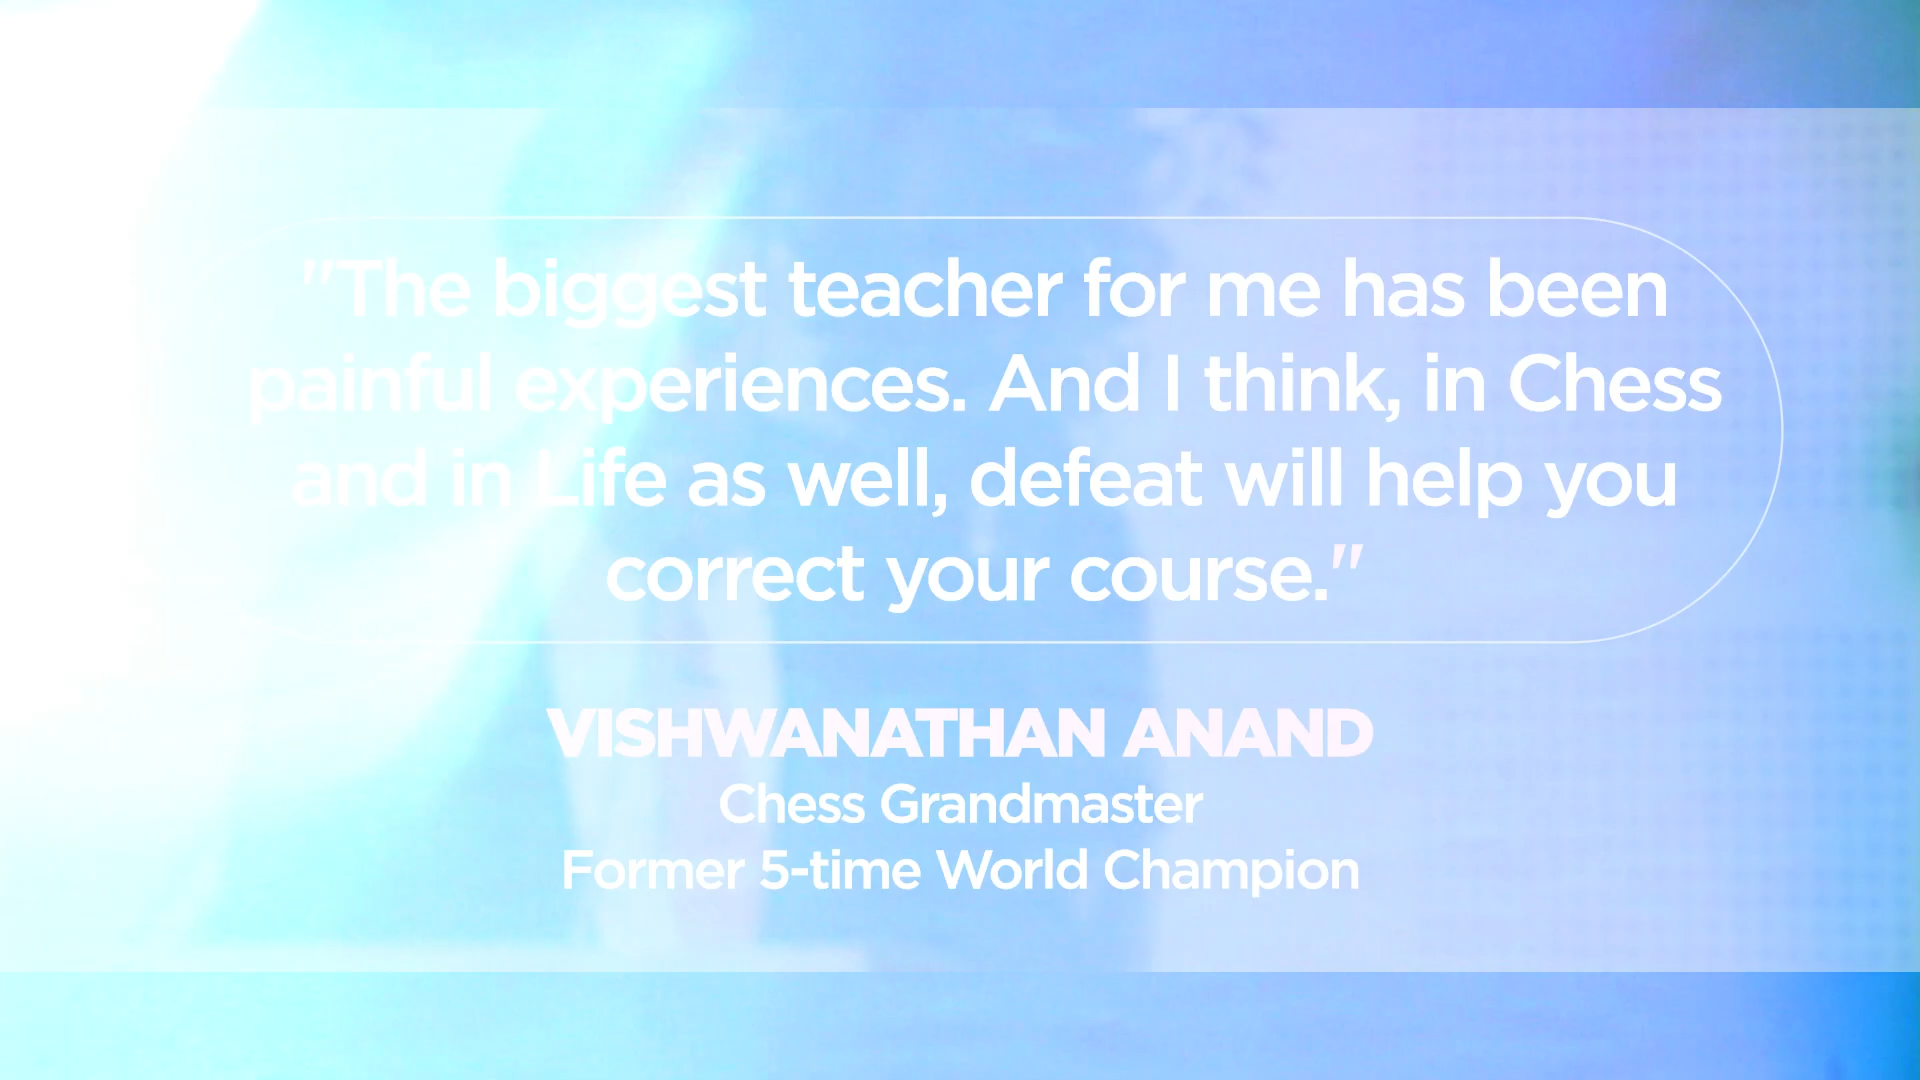 "The biggest teacher for me has been
painful experiences. And I think, in Chess
and in Life as well, defeat will help you
correct your course."
VISHWANATHAN ANAND
Chess Grandmaster
Former 5-time World Champion